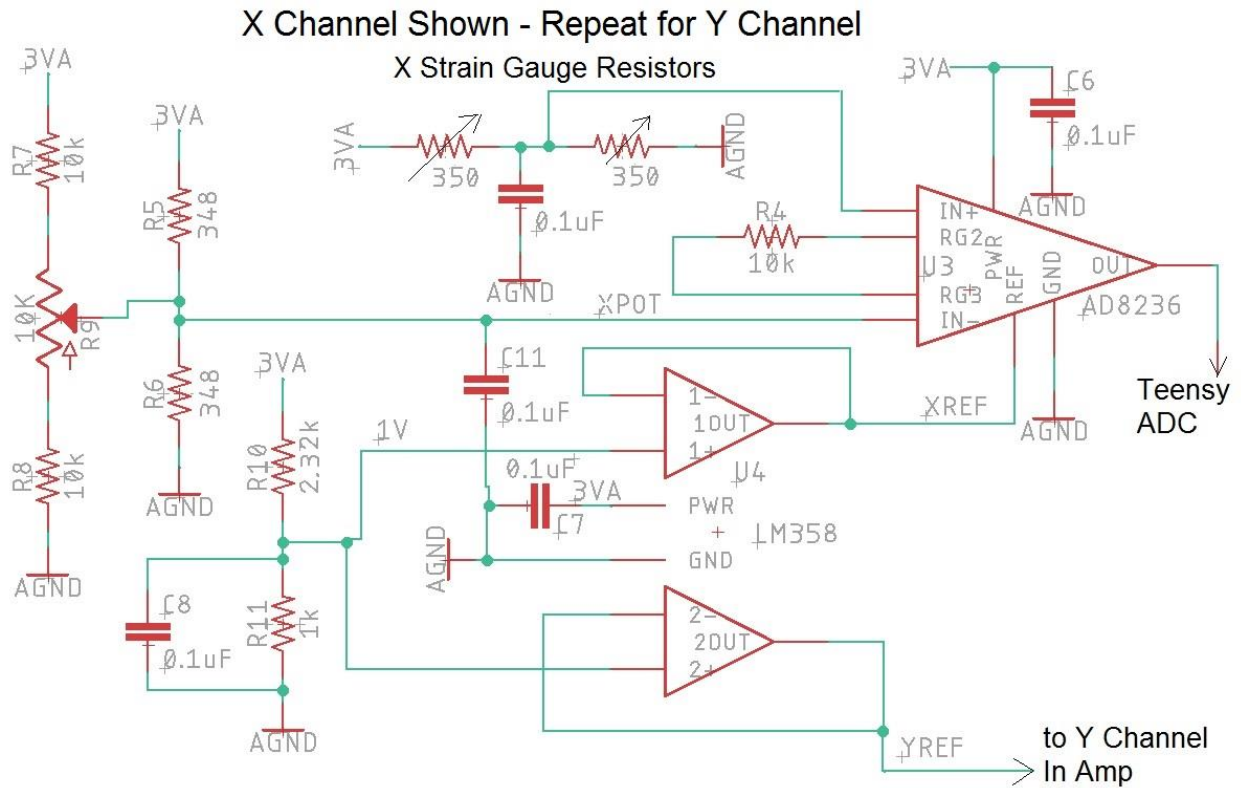 X Channel Shown - Repeat for Y Channel
X Strain Gauge Resistors
3VA
R7
10k
3VA
R5
348
3VA
350
350
AGND
0.1uF
AGND
3VA
C6
0.1uF
AGND
R4
10k
IN+
RG2
PWR
U3
REF
GND
OUT
RG3
IN-
AD8236
10K
R9
XPOT
R6
348
3VA
C11
0.1uF
1-
1OUT
1+
U4
XREF
AGND
Teensy
ADC
R8
10k
AGND
R10
2.32k
1V
0.1uF
3VA
C7
PWR
LM358
GND
AGND
AGND
C8
0.1uF
R11
1k
AGND
2-
2OUT
2+
YREF
to Y Channel
In Amp